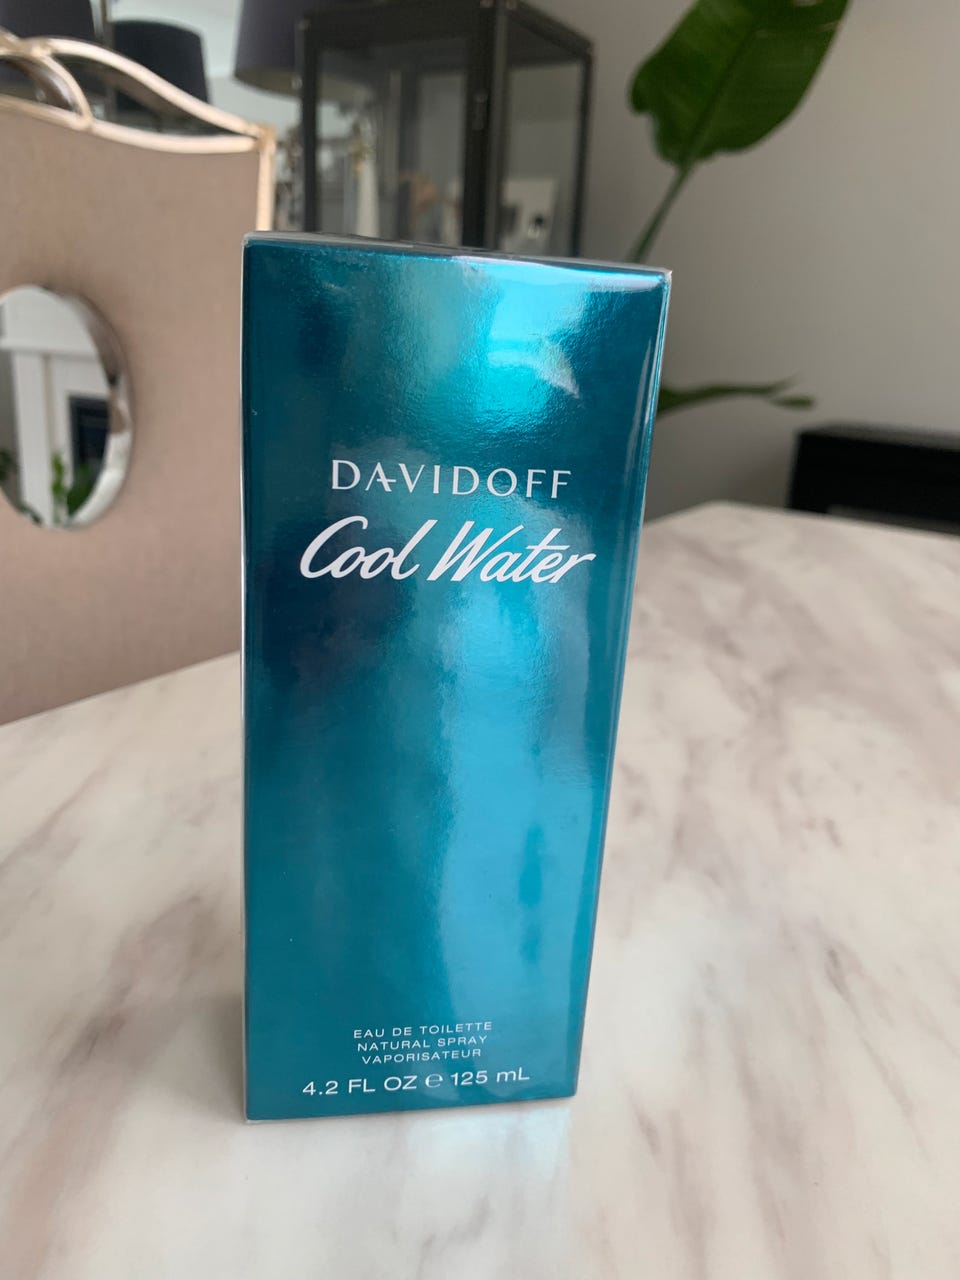 DAVIDOFF
Cool Water
EAU DE TOILETTE
NATURAL SPRAY
VAPORISATEUR
4.2 FL OZ ℮ 125 mL